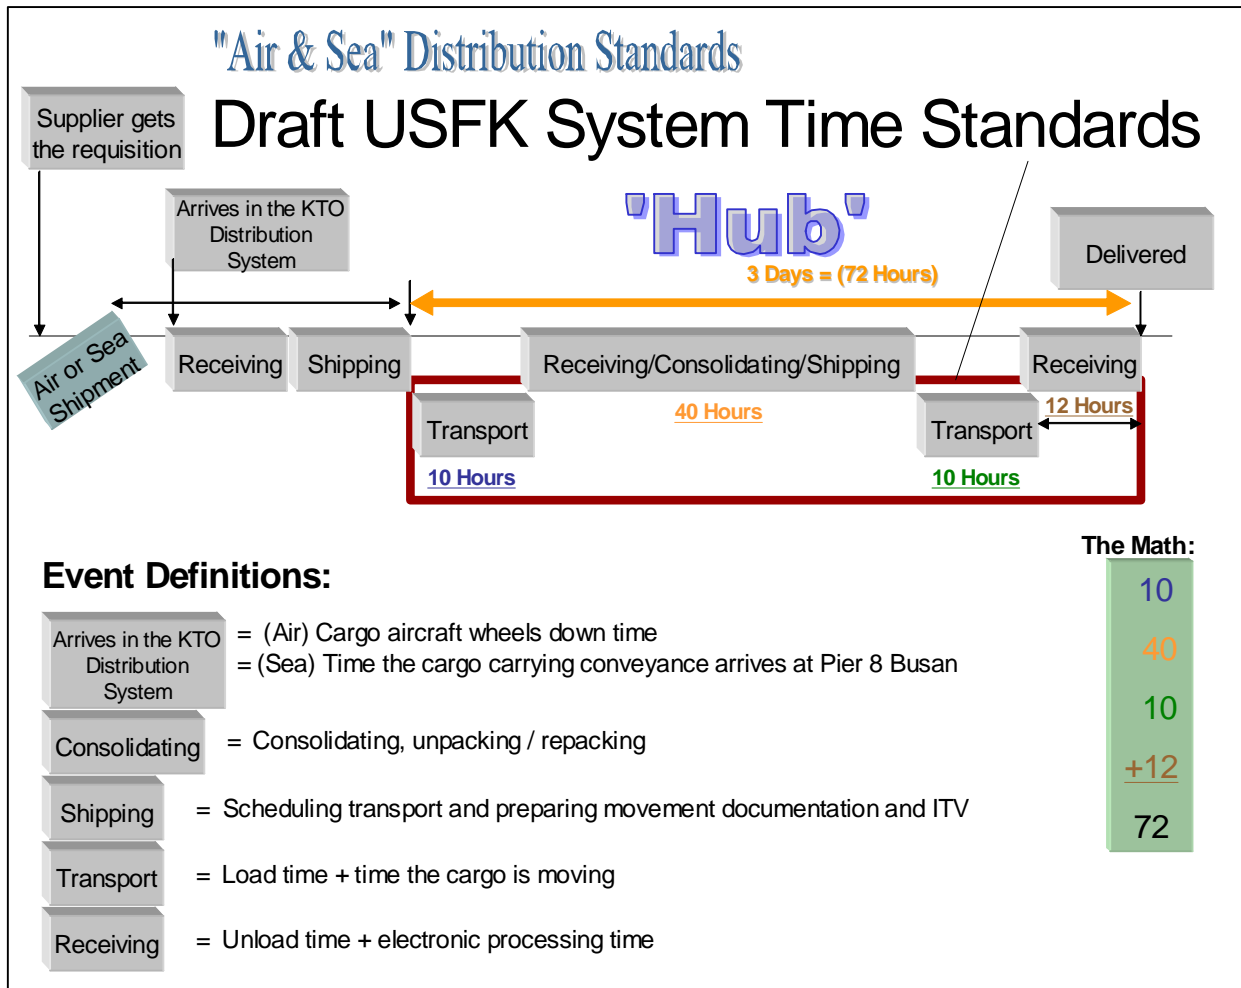 "Air & Sea" Distribution Standards
Draft USFK System Time Standards
Supplier gets
the requisition
Arrives in the KTO
Distribution
System
'Hub'
3 Days = (72 Hours)
Delivered
Air or Sea
Shipment
Receiving
Shipping
Receiving/Consolidating/Shipping
Receiving
40 Hours
12 Hours
Transport
Transport
10 Hours
10 Hours
The Math:
10
40
10
+12
72
Event Definitions:
Arrives in the KTO
Distribution
System
= (Air) Cargo aircraft wheels down time
= (Sea) Time the cargo carrying conveyance arrives at Pier 8 Busan
Consolidating
= Consolidating, unpacking / repacking
Shipping
= Scheduling transport and preparing movement documentation and ITV
Transport
= Load time + time the cargo is moving
Receiving
= Unload time + electronic processing time